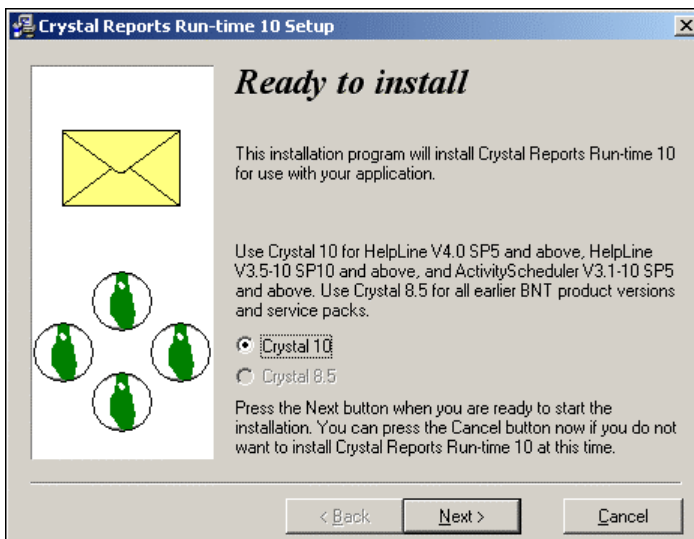 Crystal Reports Run-time 10 Setup
Ready to install
This installation program will install Crystal Reports Run-time 10
for use with your application.
Use Crystal 10 for HelpLine V4.0 SP5 and above, HelpLine
V3.5-10 SP10 and above, and ActivityScheduler V3.1-10 SP5
and above. Use Crystal 8.5 for all earlier BNT product versions
and service packs.
Crystal 10
Crystal 8.5
Press the Next button when you are ready to start the
installation. You can press the Cancel button now if you do not
want to install Crystal Reports Run-time 10 at this time.
< Back
Next >
Cancel